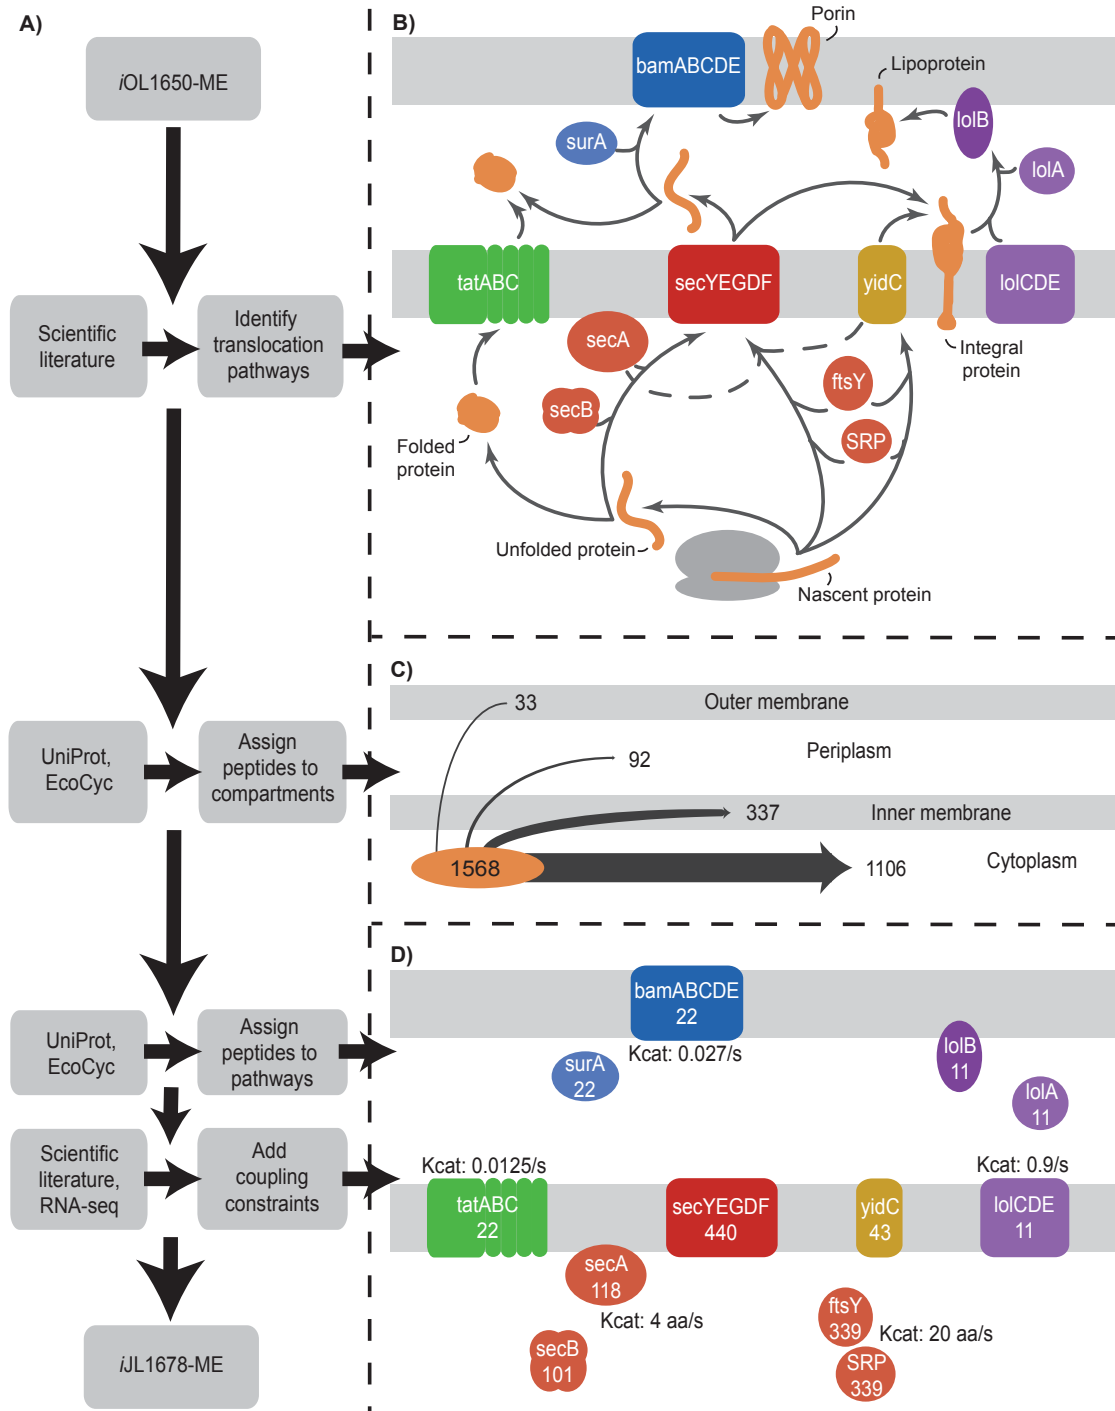 A)
iOL1650-ME
Scientific
literature
Identify
translocation
pathways
UniProt,
EcoCyc
Assign
peptides to
compartments
UniProt,
EcoCyc
Assign
peptides to
pathways
Scientific
literature,
RNA-seq
Add
coupling
constraints
iJL1678-ME
B)
Porin
bamABCDE
Lipoprotein
surA
lolB
lolA
tatABC
secYEGDF
yidC
lolCDE
secA
Integral
protein
ftsY
secB
SRP
Folded
protein
Unfolded protein
Nascent protein
C)
33
Outer membrane
92
Periplasm
337
Inner membrane
1568
1106
Cytoplasm
D)
bamABCDE
22
Kcat: 0.027/s
surA
22
lolB
11
lolA
11
Kcat: 0.0125/s
Kcat: 0.9/s
tatABC
22
secYEGDF
440
yidC
43
lolCDE
11
secA
118
Kcat: 4 aa/s
ftsY
339
Kcat: 20 aa/s
secB
101
SRP
339